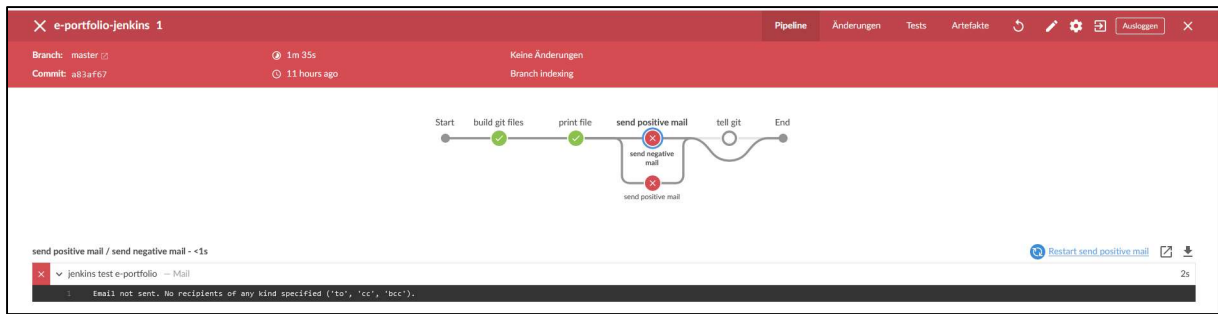 e-portfolio-jenkins 1
Pipeline Änderungen Tests Artefakte Ausloggen
Branch: master 1m 35s Keine Änderungen
Commit: a83af67 11 hours ago Branch indexing
Start build git files print file send positive mail tell git End
send negative
mail
send positive mail
send positive mail / send negative mail - <1s Restart send positive mail
jenkins test e-portfolio — Mail 2s
1 Email not sent. No recipients of any kind specified ('to', 'cc', 'bcc').